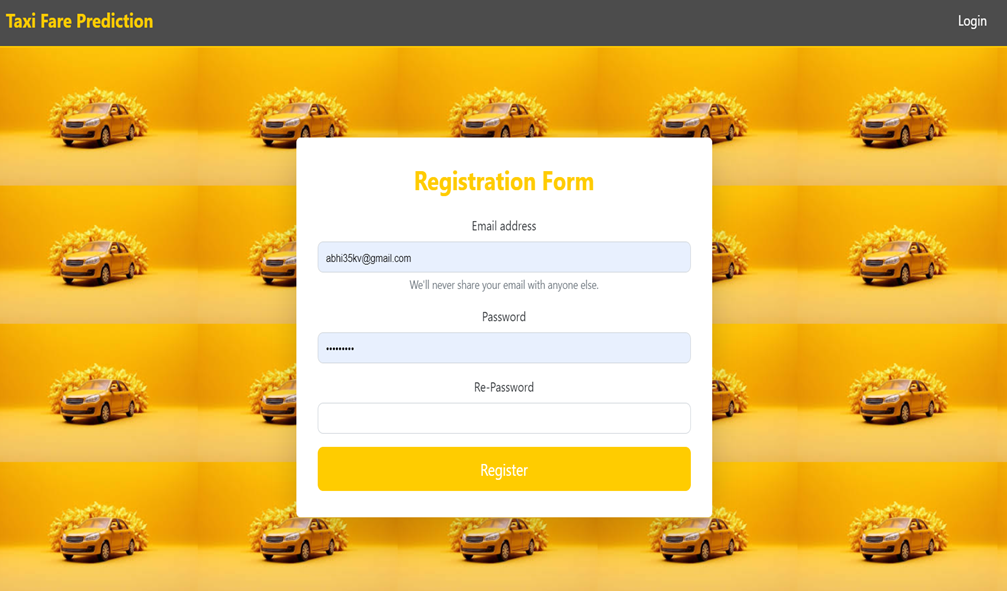 Taxi Fare Prediction
Login
Registration Form
Email address
abhi35kv@gmail.com
We'll never share your email with anyone else.
Password
•••••••••
Re-Password
Register